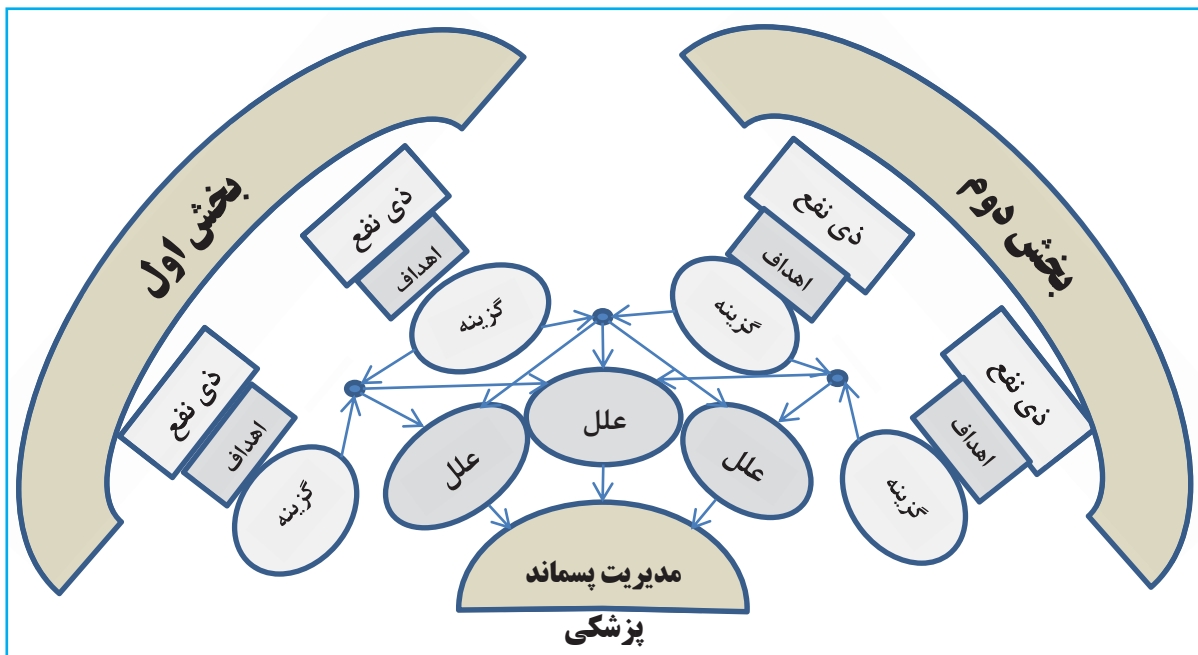 بخش دوم
بخش اول
ذی نفع
اهداف
گزینه
ذی نفع
اهداف
گزینه
ذی نفع
اهداف
گزینه
ذی نفع
اهداف
گزینه
علل
علل
علل
مدیریت پسماند
پزشکی